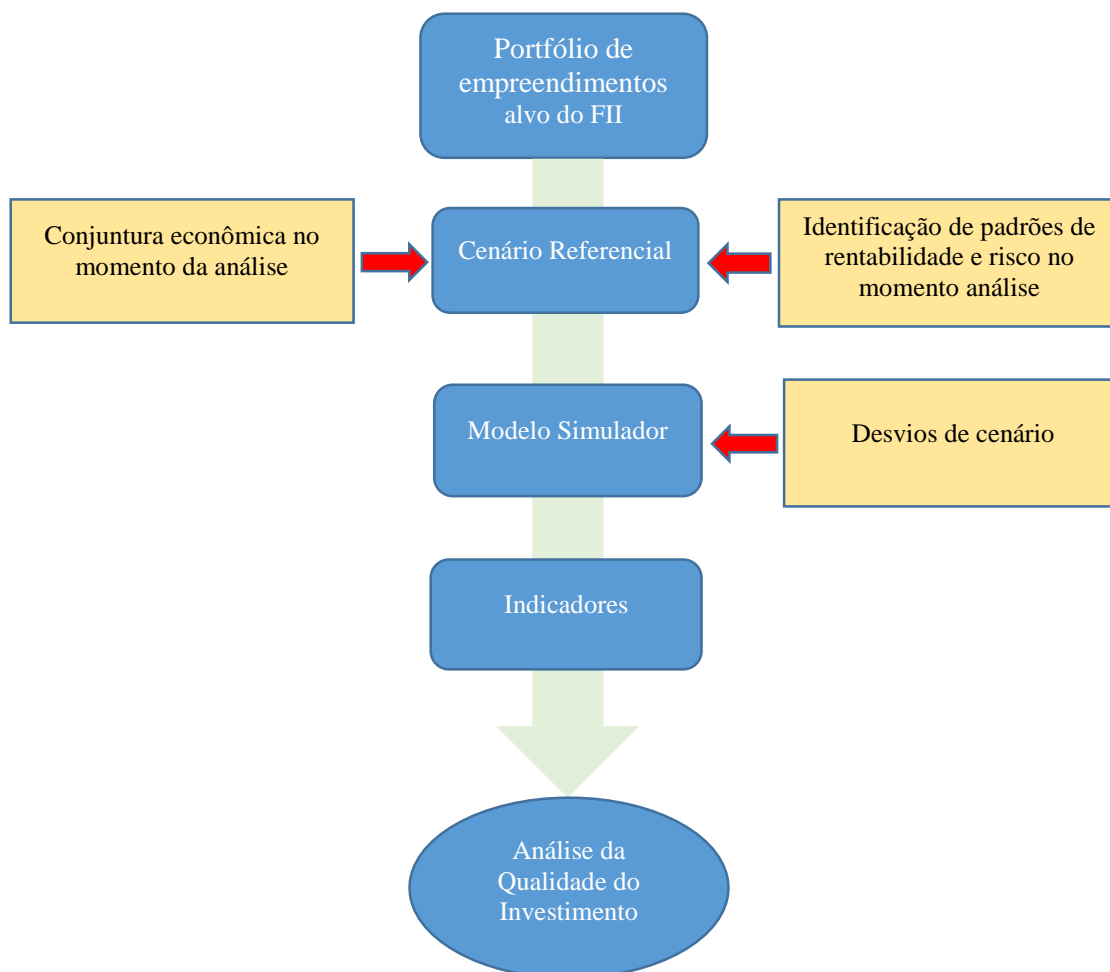 Portfólio de
empreendimentos
alvo do FII
Conjuntura econômica no
momento da análise
Cenário Referencial
Identificação de padrões de
rentabilidade e risco no
momento análise
Modelo Simulador
Desvios de cenário
Indicadores
Análise da
Qualidade do
Investimento